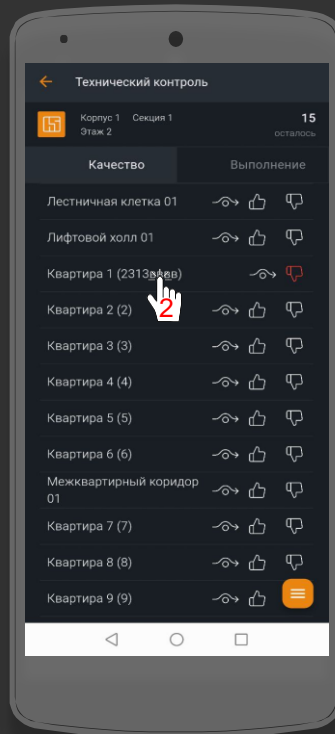 Технический контроль
Корпус 1 Секция 1 15
Этаж 2 осталось
Качество Выполнение
Лестничная клетка 01
Лифтовой холл 01
Квартира 1
2
Квартира 2 (2)
Квартира 3 (3)
Квартира 4 (4)
Квартира 5 (5)
Квартира 6 (6)
Межквартирный коридор
01
Квартира 7 (7)
Квартира 8 (8)
Квартира 9 (9)